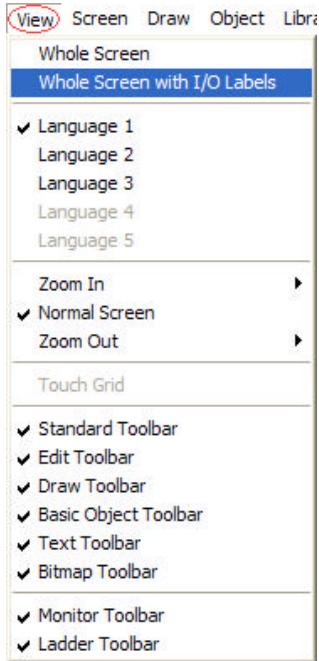 View Screen Draw Object Libra
Whole Screen
Whole Screen with I/O Labels
Language 1
Language 2
Language 3
Language 4
Language 5
Zoom In
Normal Screen
Zoom Out
Touch Grid
Standard Toolbar
Edit Toolbar
Draw Toolbar
Basic Object Toolbar
Text Toolbar
Bitmap Toolbar
Monitor Toolbar
Ladder Toolbar